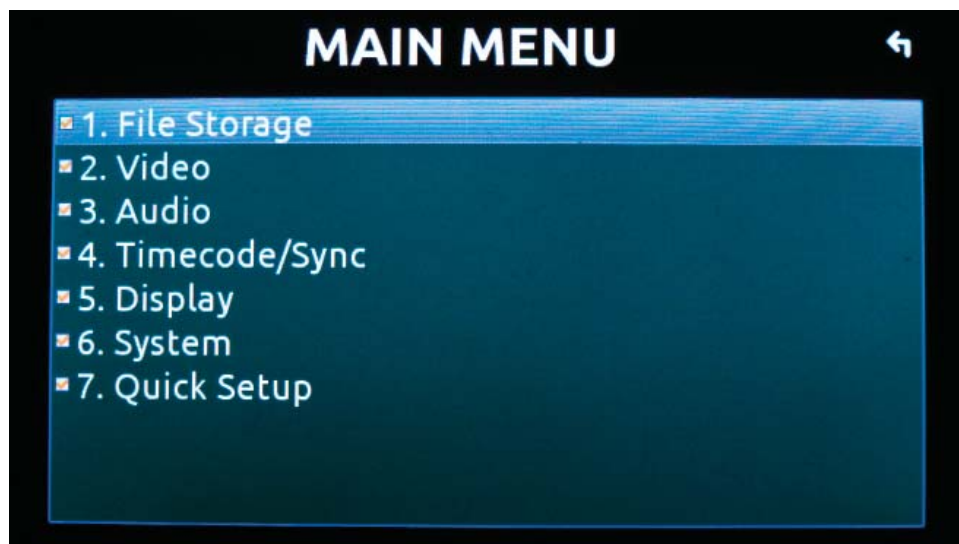 MAIN MENU
1. File Storage
2. Video
3. Audio
4. Timecode/Sync
5. Display
6. System
7. Quick Setup